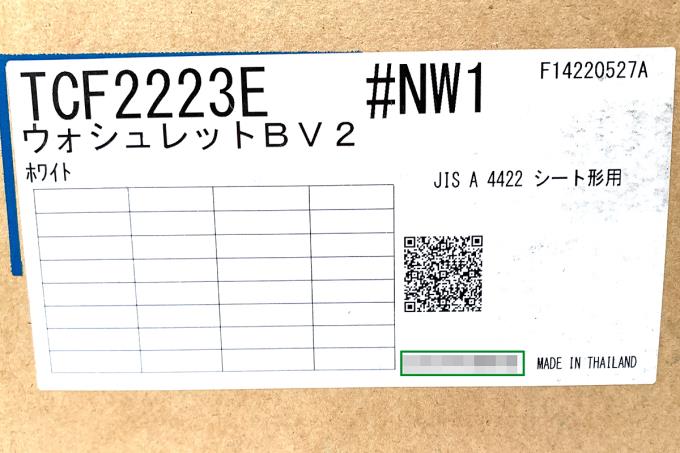 TCF2223E #NW1 F14220527A
ウォシュレットＢＶ２
ﾎﾜｲﾄ
JIS A 4422 シート形用
MADE IN THAILAND